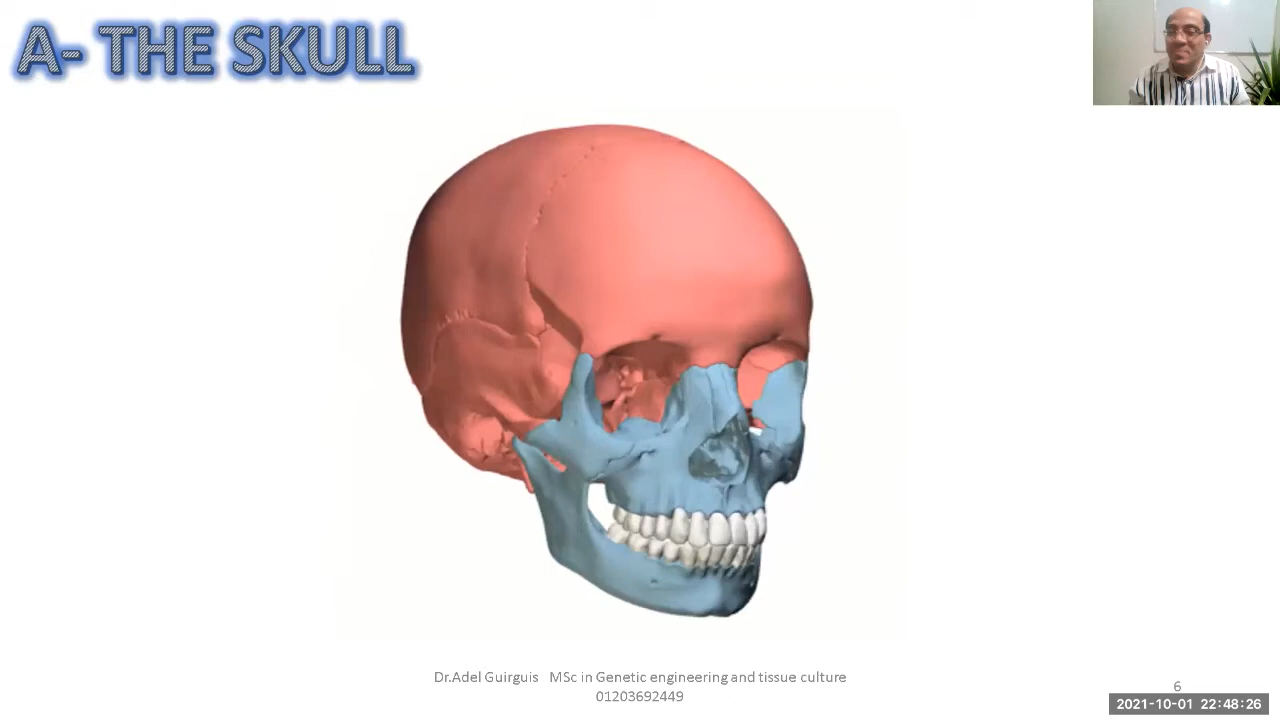 A- THE SKULL
Dr.Adel Guirguis   MSc in Genetic engineering and tissue culture
01203692449
6
2021-10-01 22:48:26